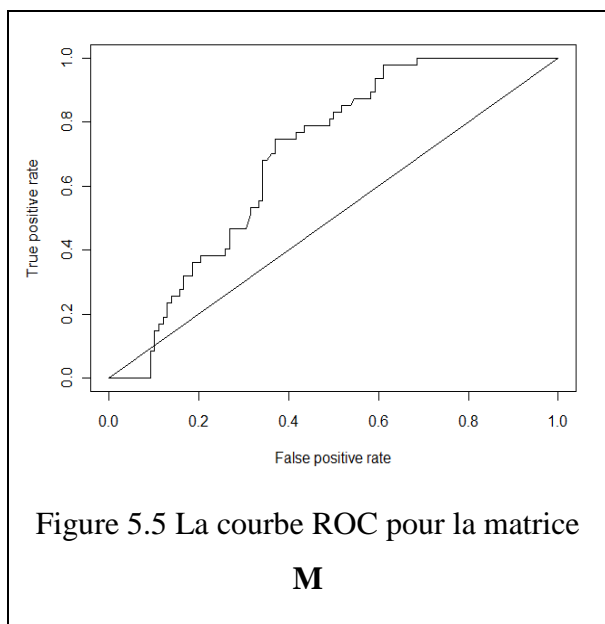 1.0
0.8
0.6
0.4
0.2
0.0
True positive rate
0.0 0.2 0.4 0.6 0.8 1.0
False positive rate
Figure 5.5 La courbe ROC pour la matrice
M